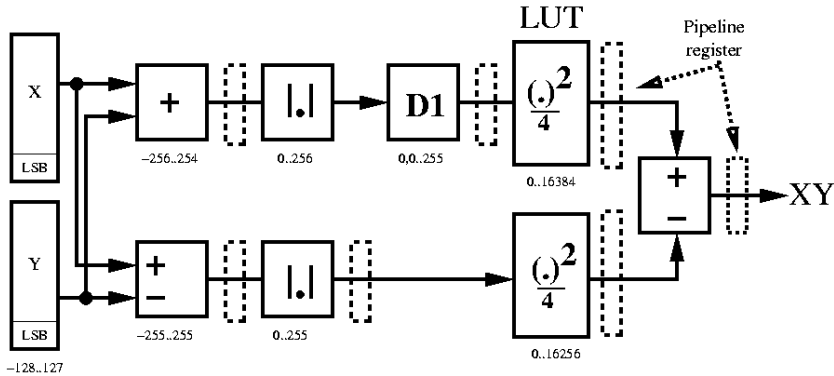 LUT
Pipeline
register
X
LSB
+
|.|
D1
(.)2
4
–256..254
0..256
0,0..255
0..16384
+
–
XY
Y
LSB
+
–
|.|
(.)2
4
–255..255
0..255
0..16256
–128..127